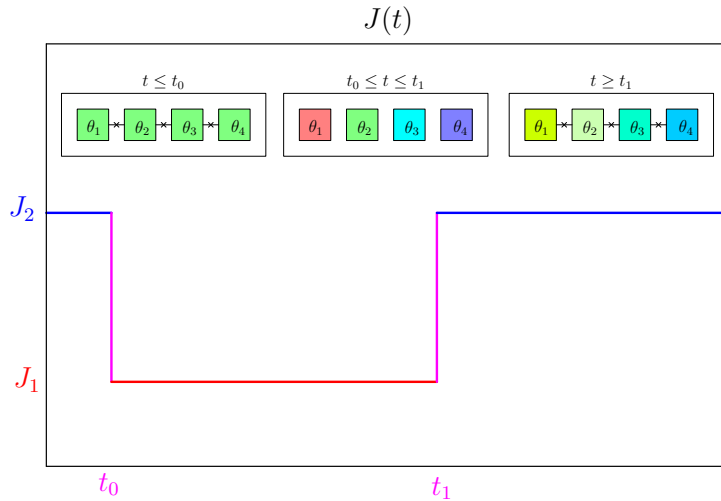 J(t)
t ≤ t₀
t₀ ≤ t ≤ t₁
t ≥ t₁
θ₁ θ₂ θ₃ θ₄
θ₁ θ₂ θ₃ θ₄
θ₁ θ₂ θ₃ θ₄
J₂
J₁
t₀
t₁